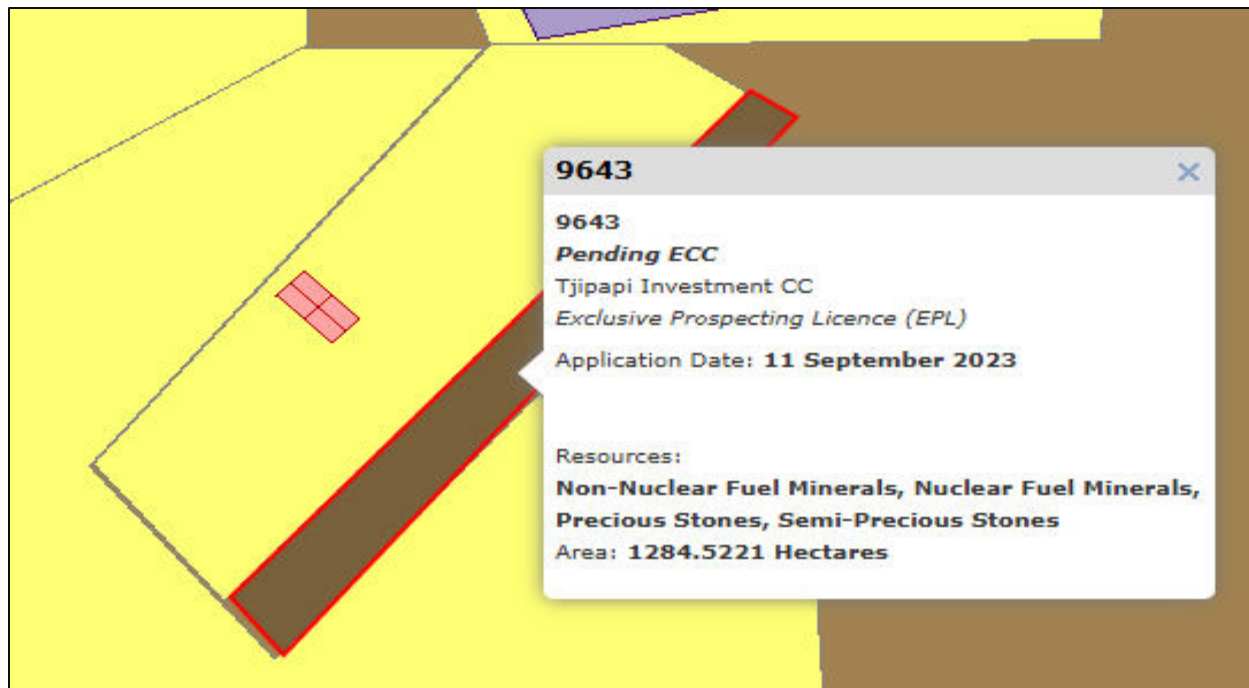 9643
9643
Pending ECC
Tjipapi Investment CC
Exclusive Prospecting Licence (EPL)
Application Date: 11 September 2023
Resources:
Non-Nuclear Fuel Minerals, Nuclear Fuel Minerals,
Precious Stones, Semi-Precious Stones
Area: 1284.5221 Hectares